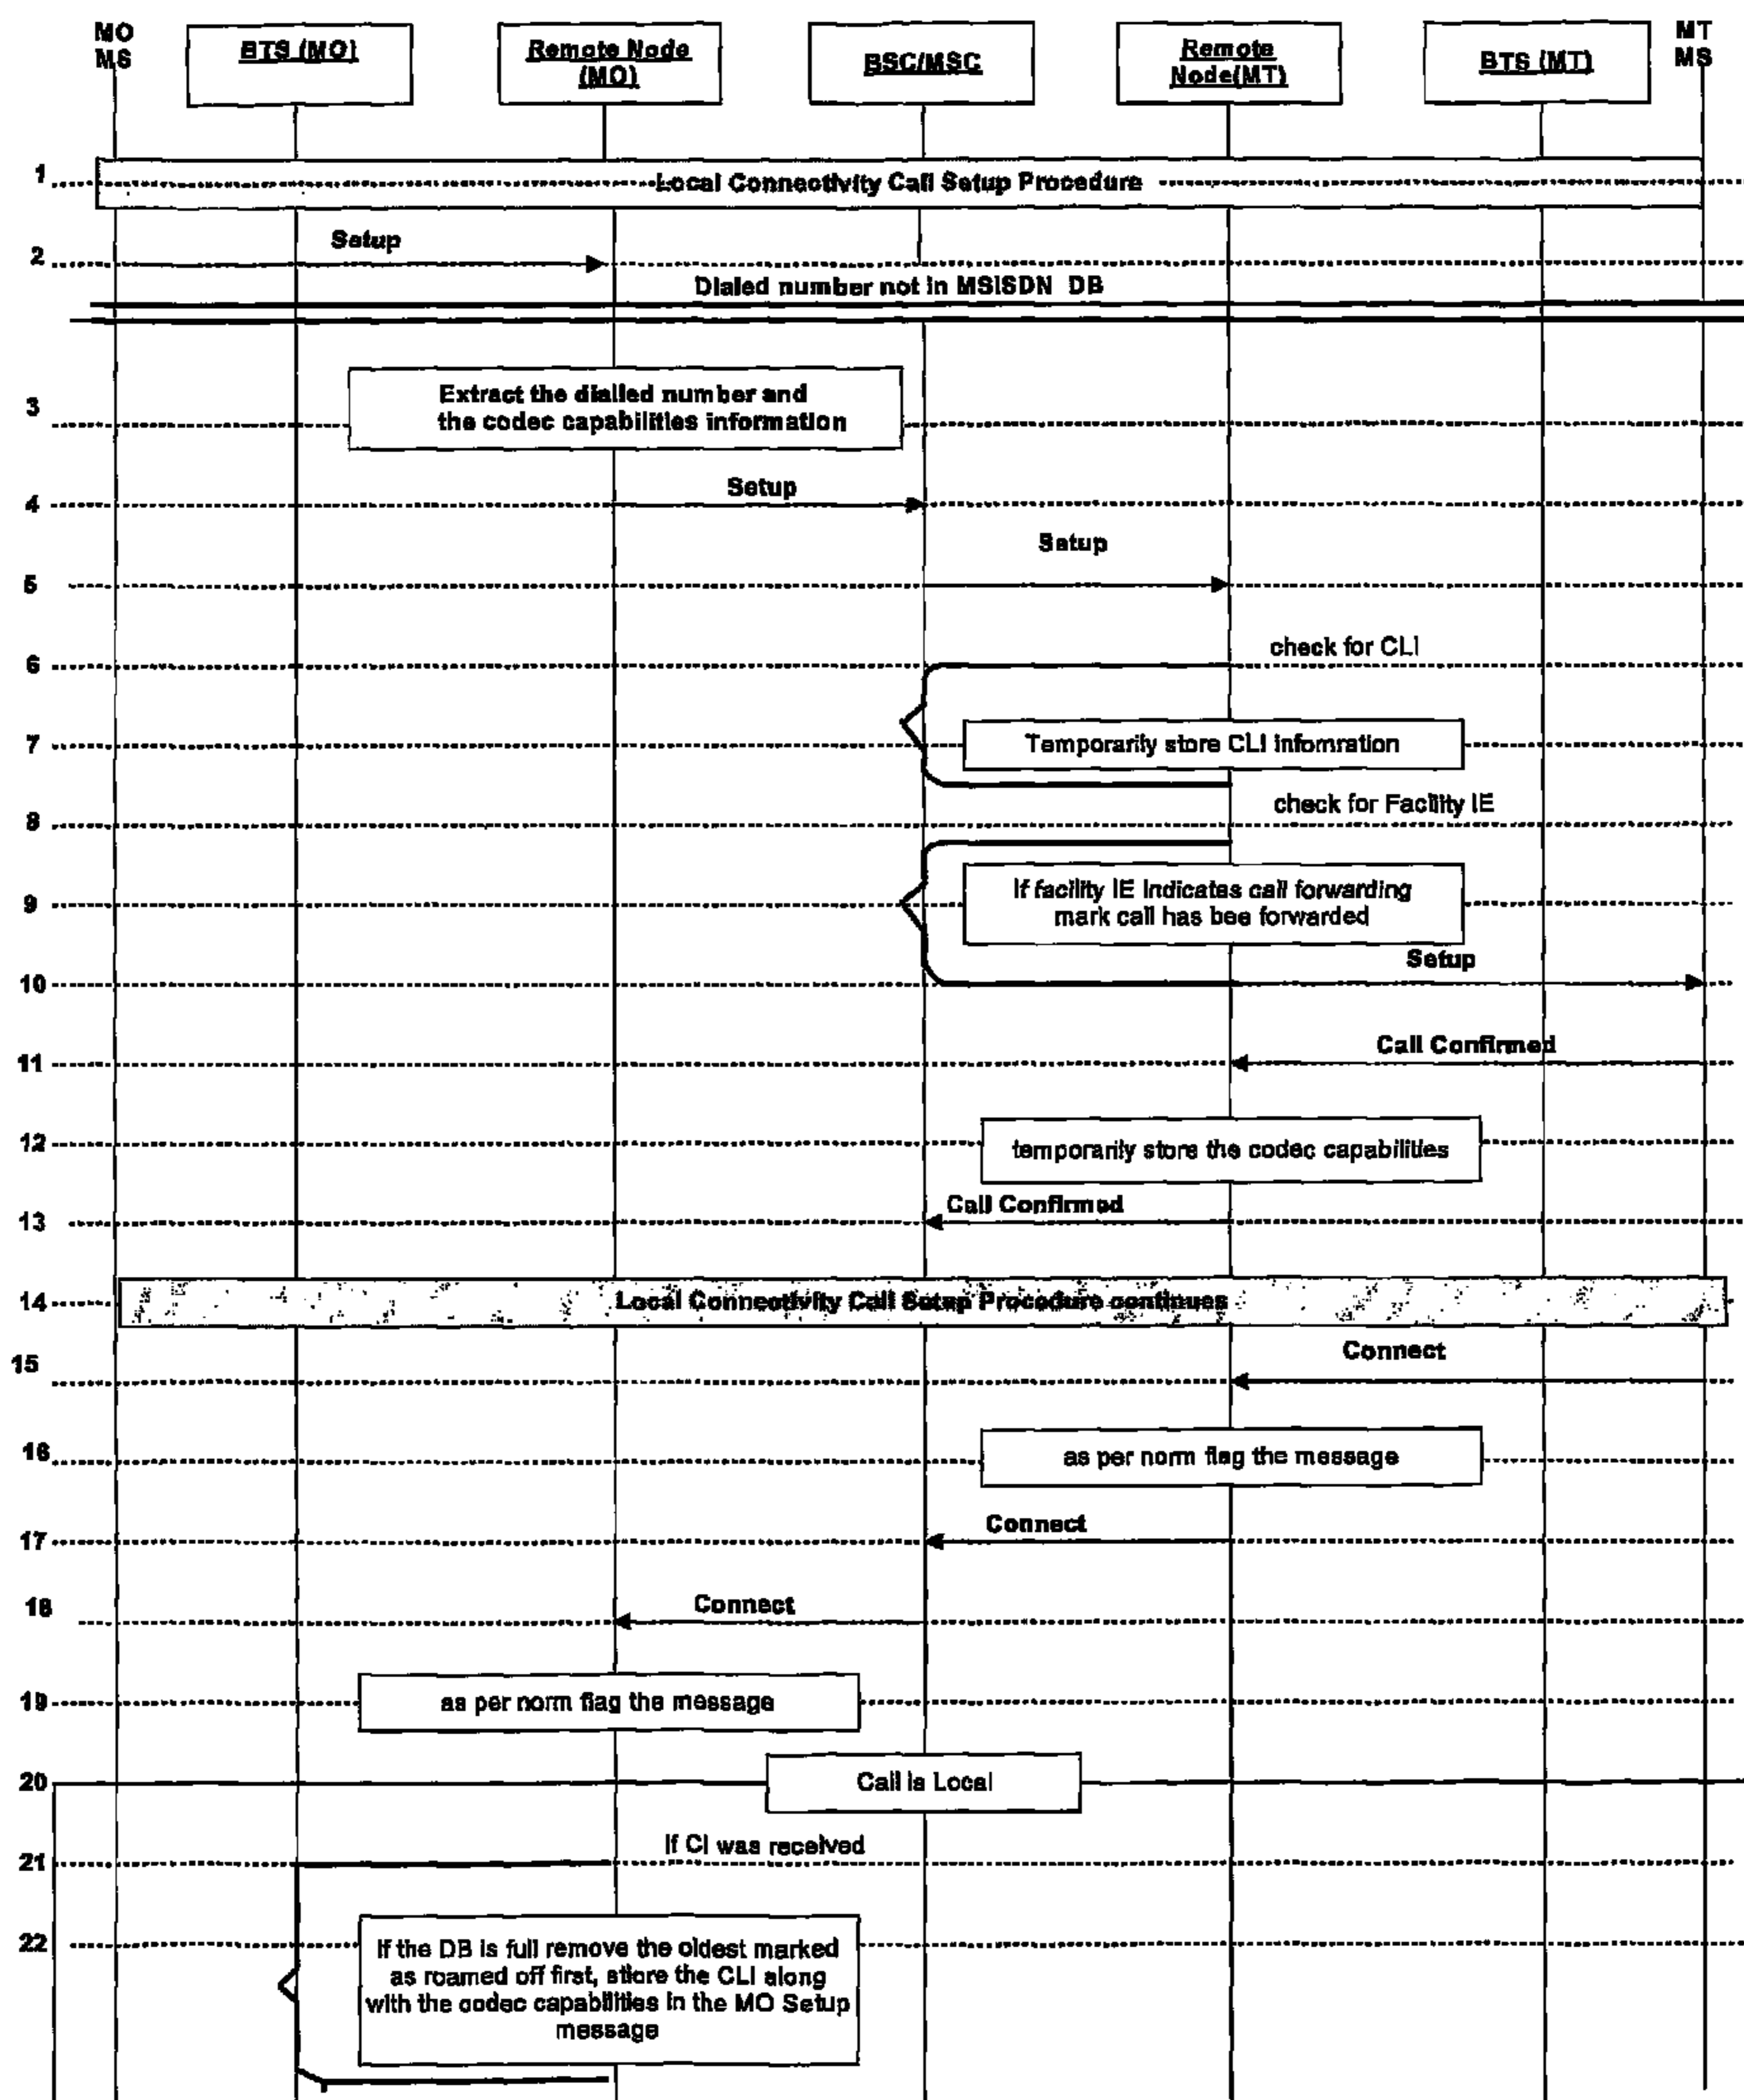 MO
MS
BTS (MO)
Remote Node
(MO)
BSC/MSC
Remote
Node(MT)
BTS (MT)
MT
MS
1
Local Connectivity Call Setup Procedure
Setup
2
Dialed number not in MSISDN DB
Extract the dialled number and
the codec capabilities information
3
Setup
4
Setup
5
check for CLI
6
Temporarily store CLI infomration
7
check for Facility IE
8
If facility IE indicates call forwarding
mark call has bee forwarded
9
Setup
10
Call Confirmed
11
temporarily store the codec capabilities
12
Call Confirmed
13
14
Local Connectivity Call Setup Procedure continues
Connect
15
as per norm flag the message
16
Connect
17
Connect
18
as per norm flag the message
19
20
Call is Local
If CI was received
21
22
If the DB is full remove the oldest marked
as roamed off first, stiore the CLI along
with the codec capabilities in the MO Setup
message